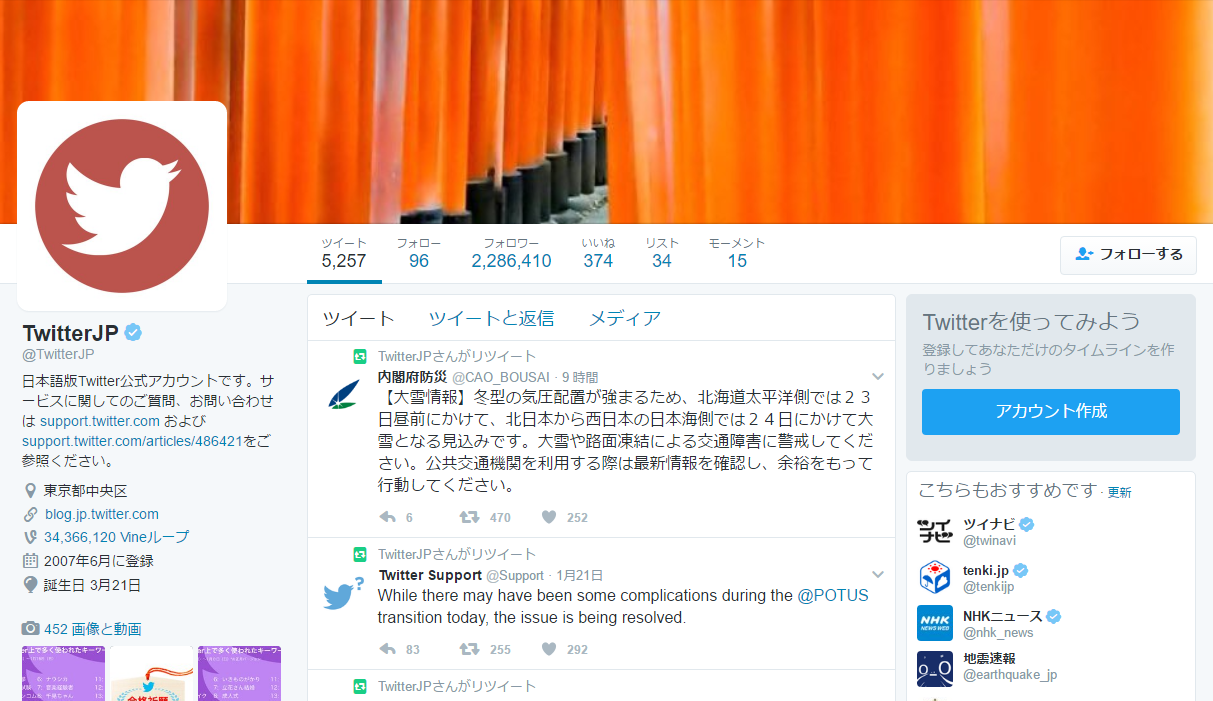 ツイート
フォロー
フォロワー
いいね
リスト
モーメント
5,257
96
2,286,410
374
34
15
フォローする
TwitterJP
@TwitterJP
日本語版Twitter公式アカウントです。サ
ービスに関してのご質問、お問い合わせ
は support.twitter.com および
support.twitter.com/articles/486421をご
参照ください。
東京都中央区
blog.jp.twitter.com
34,366,120 Vineループ
2007年6月に登録
誕生日 3月21日
452 画像と動画
ツイート
ツイートと返信
メディア
TwitterJPさんがリツイート
内閣府防災 @CAO_BOUSAI · 9 時間
【大雪情報】冬型の気圧配置が強まるため、北海道太平洋側では２３
日昼前にかけて、北日本から西日本の日本海側では２４日にかけて大
雪となる見込みです。大雪や路面凍結による交通障害に警戒してくだ
さい。公共交通機関を利用する際は最新情報を確認し、余裕をもって
行動してください。
6
470
252
TwitterJPさんがリツイート
Twitter Support @Support · 1月21日
?
While there may have been some complications during the @POTUS
transition today, the issue is being resolved.
83
255
292
TwitterJPさんがリツイート
Twitterを使ってみよう
登録してあなただけのタイムラインを作
りましょう
アカウント作成
こちらもおすすめです · 更新
ツイナビ
ツイナビ
@twinavi
tenki.jp
@tenkijp
NHK
NEWS WEB
NHKニュース
@nhk_news
地震速報
@earthquake_jp